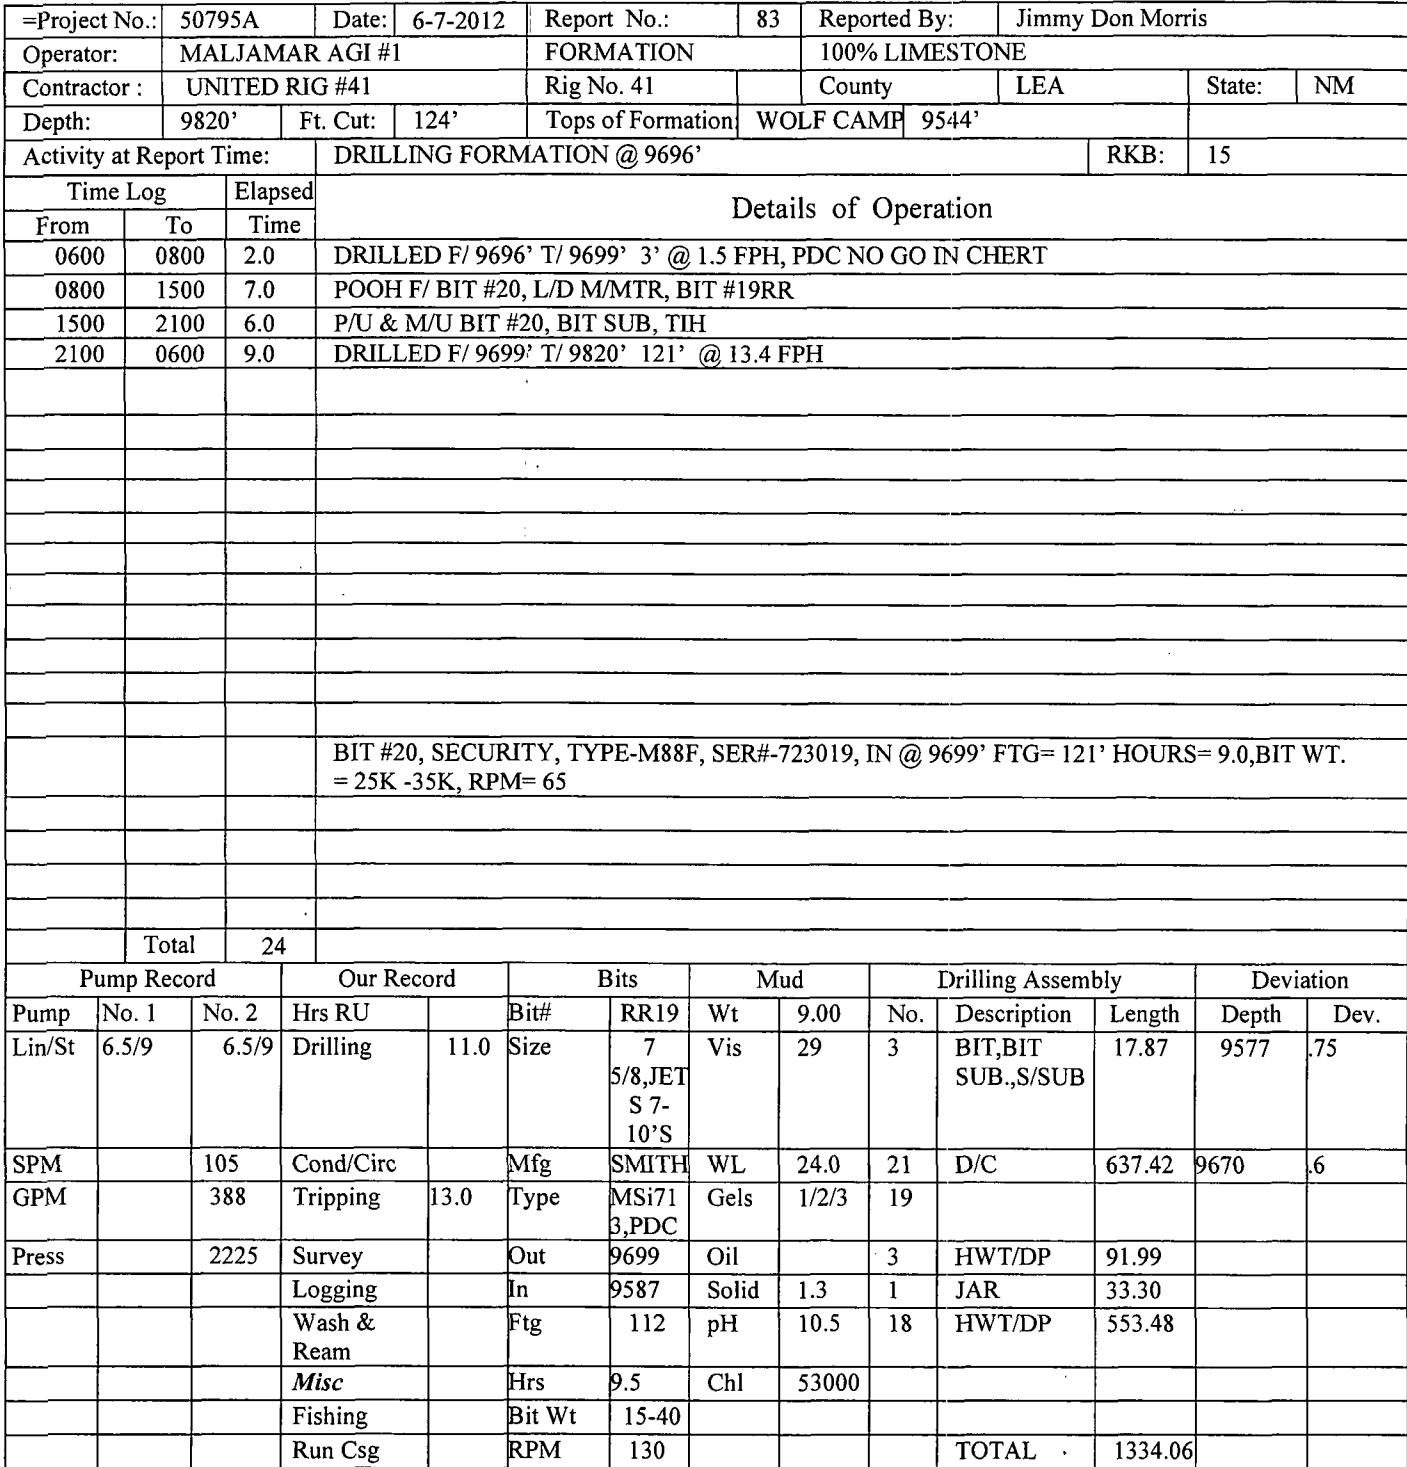 =Project No.: 50795A Date: 6-7-2012 Report No.: 83 Reported By: Jimmy Don Morris
Operator: MALJAMAR AGI #1 FORMATION 100% LIMESTONE
Contractor : UNITED RIG #41 Rig No. 41 County LEA State: NM
Depth: 9820' Ft. Cut: 124' Tops of Formation WOLF CAMP 9544'
Activity at Report Time: DRILLING FORMATION @ 9696' RKB: 15
Time Log Elapsed Details of Operation
From To Time
0600 0800 2.0 DRILLED F/ 9696' T/ 9699' 3' @ 1.5 FPH, PDC NO GO IN CHERT
0800 1500 7.0 POOH F/ BIT #20, L/D M/MTR, BIT #19RR
1500 2100 6.0 P/U & M/U BIT #20, BIT SUB, TIH
2100 0600 9.0 DRILLED F/ 9699' T/ 9820' 121' @ 13.4 FPH
BIT #20, SECURITY, TYPE-M88F, SER#-723019, IN @ 9699' FTG= 121' HOURS= 9.0,BIT WT.
= 25K -35K, RPM= 65
Total 24
Pump Record Our Record Bits Mud Drilling Assembly Deviation
Pump No. 1 No. 2 Hrs RU Bit# RR19 Wt 9.00 No. Description Length Depth Dev.
Lin/St 6.5/9 6.5/9 Drilling 11.0 Size 7 Vis 29 3 BIT,BIT 17.87 9577 .75
5/8,JET SUB.,S/SUB
S 7-
10'S
SPM 105 Cond/Circ Mfg SMITH WL 24.0 21 D/C 637.42 9670 .6
GPM 388 Tripping 13.0 Type MSi71 Gels 1/2/3 19
3,PDC
Press 2225 Survey Out 9699 Oil 3 HWT/DP 91.99
Logging In 9587 Solid 1.3 1 JAR 33.30
Wash & Ftg 112 pH 10.5 18 HWT/DP 553.48
Ream
Misc Hrs 9.5 Chl 53000
Fishing Bit Wt 15-40
Run Csg RPM 130 TOTAL 1334.06